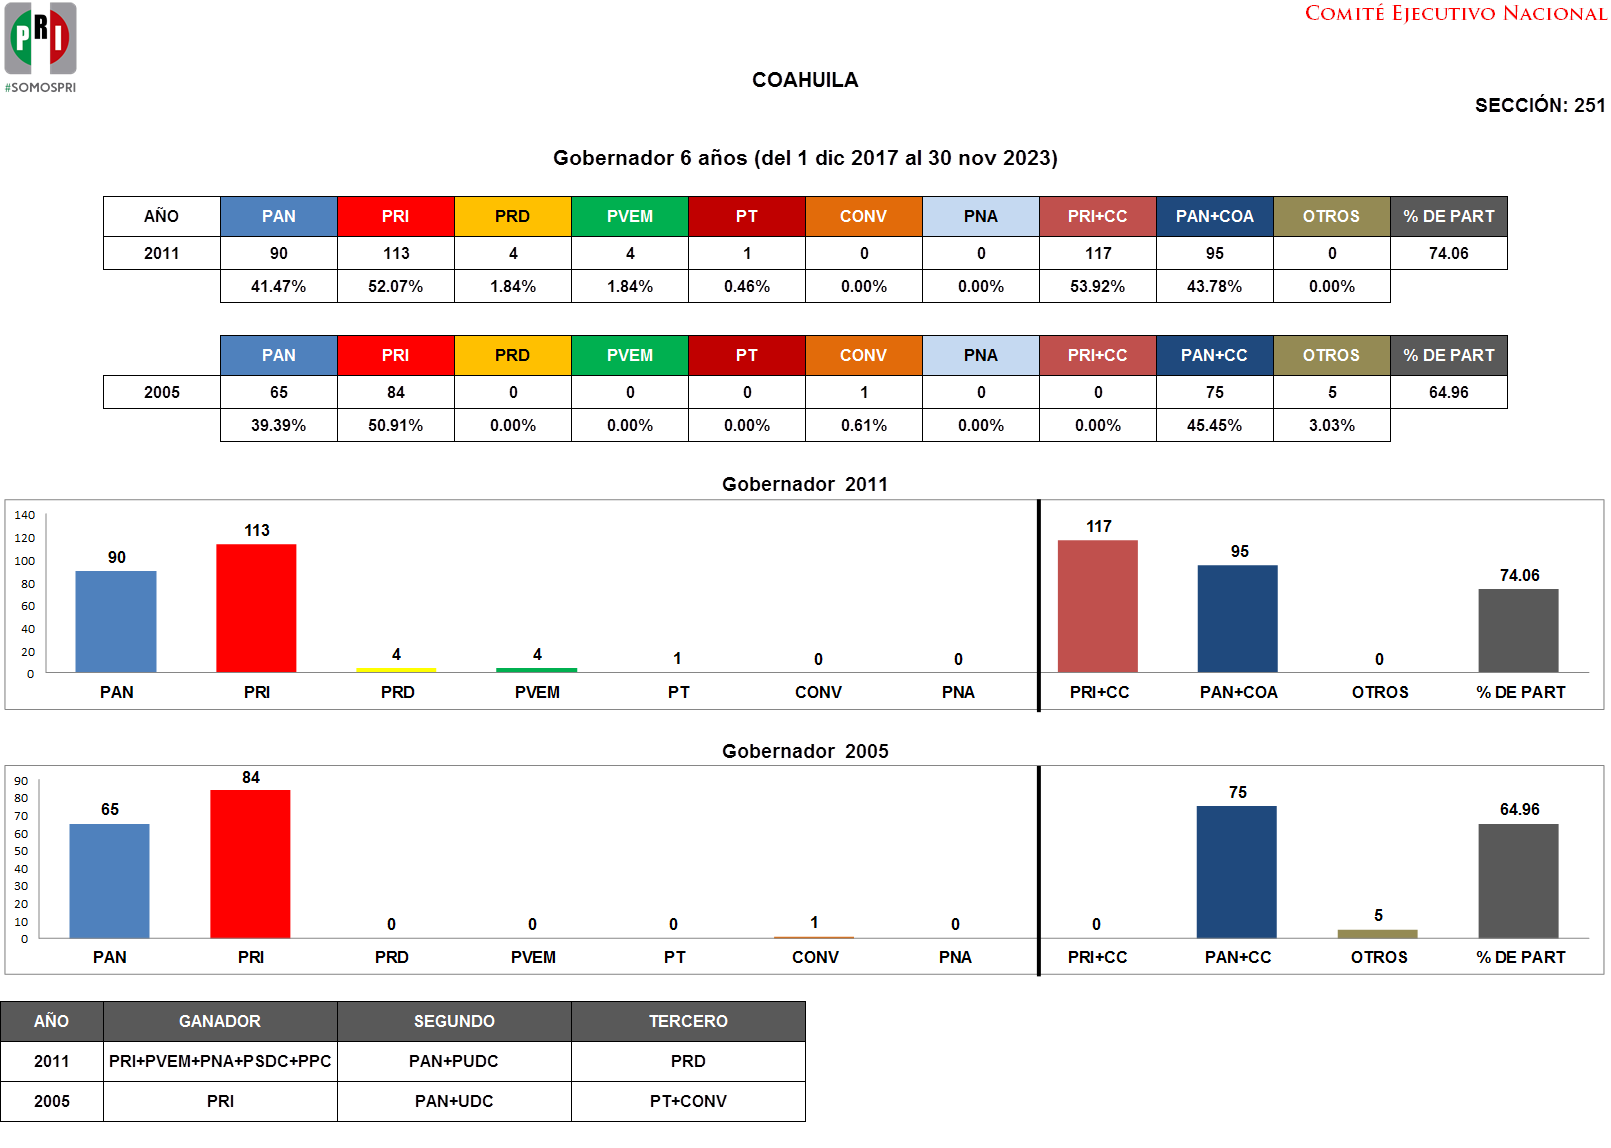 PRI
#SOMOSPRI
COMITÉ EJECUTIVO NACIONAL
COAHUILA
SECCIÓN: 251
Gobernador 6 años (del 1 dic 2017 al 30 nov 2023)
AÑO PAN PRI PRD PVEM PT CONV PNA PRI+CC PAN+COA OTROS % DE PART
2011 90 113 4 4 1 0 0 117 95 0 74.06
41.47% 52.07% 1.84% 1.84% 0.46% 0.00% 0.00% 53.92% 43.78% 0.00%
PAN PRI PRD PVEM PT CONV PNA PRI+CC PAN+CC OTROS % DE PART
2005 65 84 0 0 0 1 0 0 75 5 64.96
39.39% 50.91% 0.00% 0.00% 0.00% 0.61% 0.00% 0.00% 45.45% 3.03%
Gobernador 2011
140
120
100
80
60
40
20
0
90 113 4 4 1 0 0 117 95 0 74.06
PAN PRI PRD PVEM PT CONV PNA PRI+CC PAN+COA OTROS % DE PART
Gobernador 2005
90
80
70
60
50
40
30
20
10
0
65 84 0 0 0 1 0 0 75 5 64.96
PAN PRI PRD PVEM PT CONV PNA PRI+CC PAN+CC OTROS % DE PART
AÑO GANADOR SEGUNDO TERCERO
2011 PRI+PVEM+PNA+PSDC+PPC PAN+PUDC PRD
2005 PRI PAN+UDC PT+CONV